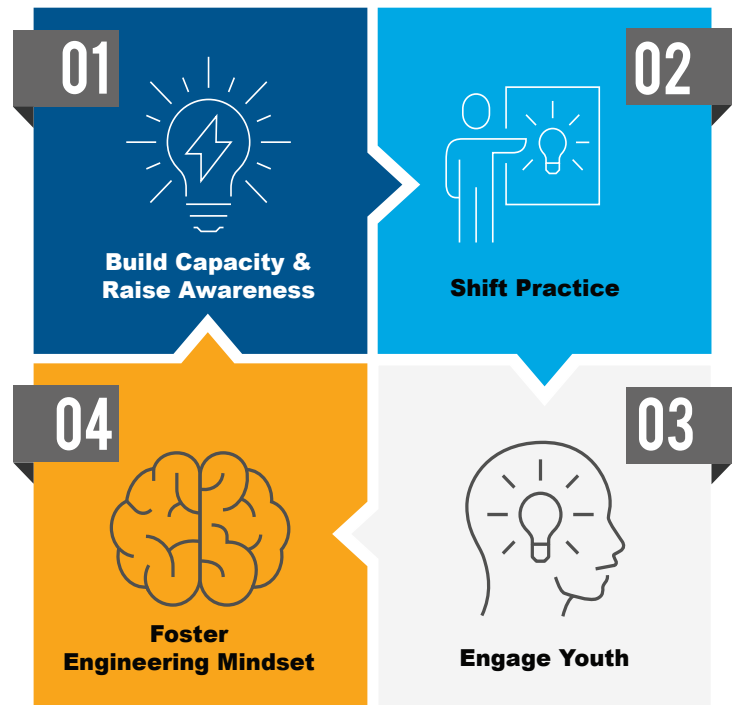 01
Build Capacity &
Raise Awareness
02
Shift Practice
03
Engage Youth
04
Foster
Engineering Mindset